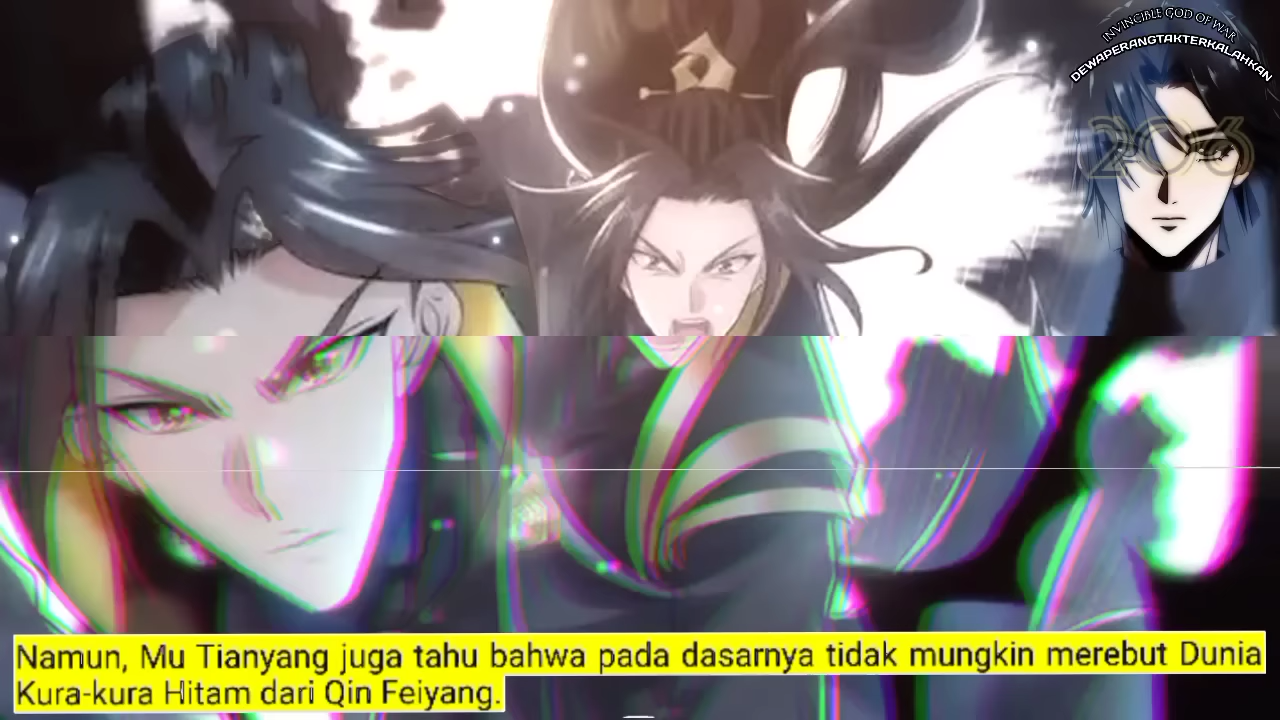 INVINCIBLE GOD OF WAR
DEWAPERANGTAKTERKALAHKAN
206
Namun, Mu Tianyang juga tahu bahwa pada dasarnya tidak mungkin merebut Dunia
Kura-kura Hitam dari Qin Feiyang.